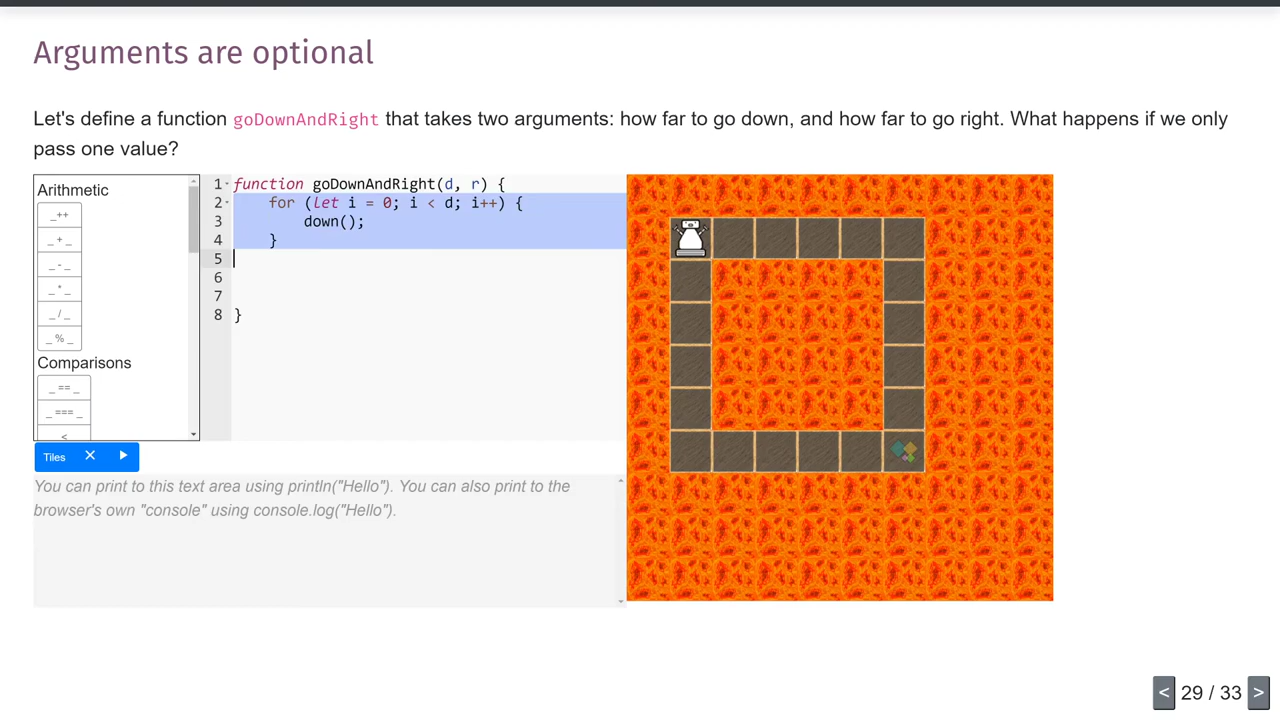 Arguments are optional
Let's define a function goDownAndRight that takes two arguments: how far to go down, and how far to go right. What happens if we only
pass one value?
Arithmetic
_++
_ + _
_ - _
_ * _
_ / _
_ % _
Comparisons
_ == _
_ === _
<
1 function goDownAndRight(d, r) {
2     for (let i = 0; i < d; i++) {
3         down();
4     }
5
6
7
8 }
Tiles
You can print to this text area using println("Hello"). You can also print to the
browser's own "console" using console.log("Hello").
< 29 / 33 >